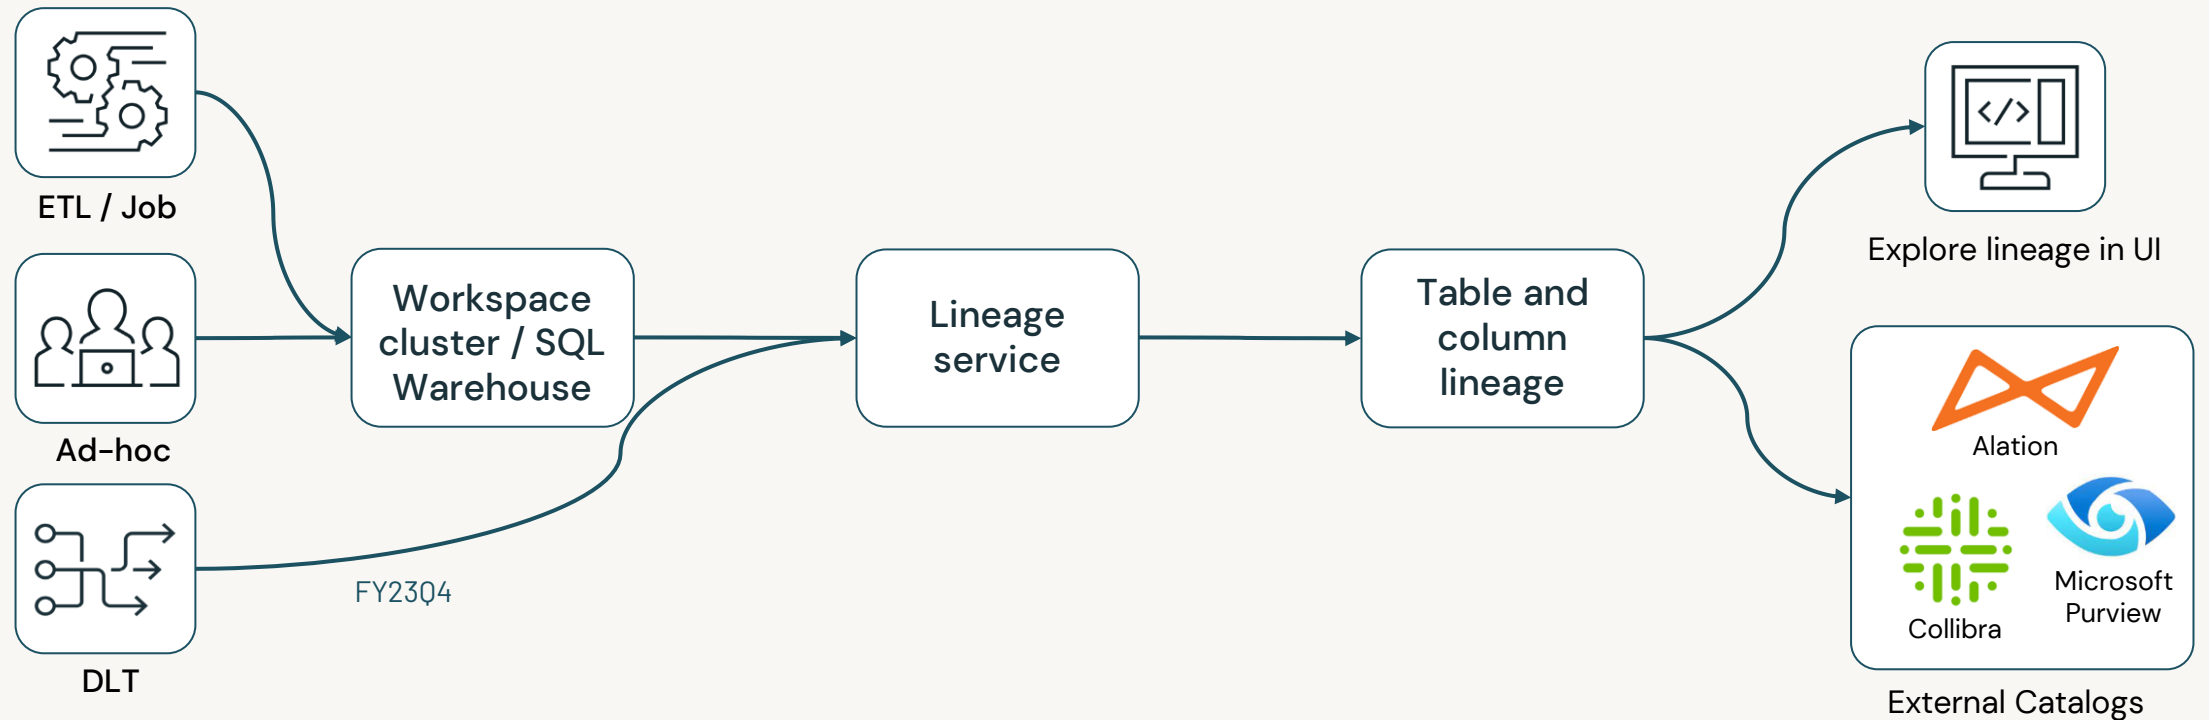 ETL / Job
Ad-hoc
DLT
FY23Q4
Workspace
cluster / SQL
Warehouse
Lineage
service
Table and
column
lineage
</>
Explore lineage in UI
Alation
Collibra
Microsoft
Purview
External Catalogs